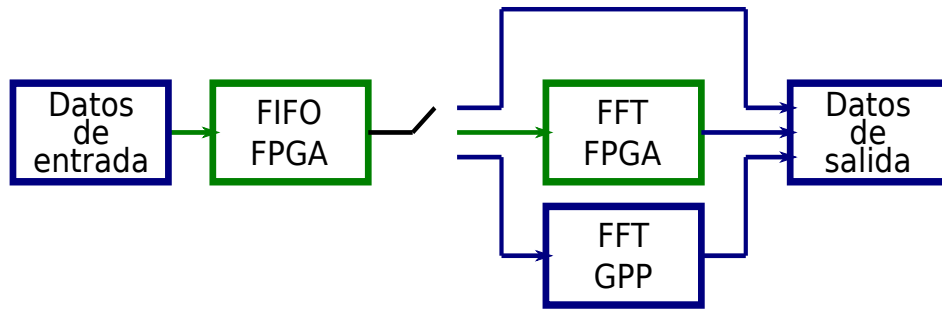 Datos
de
entrada
FIFO
FPGA
FFT
FPGA
Datos
de
salida
FFT
GPP